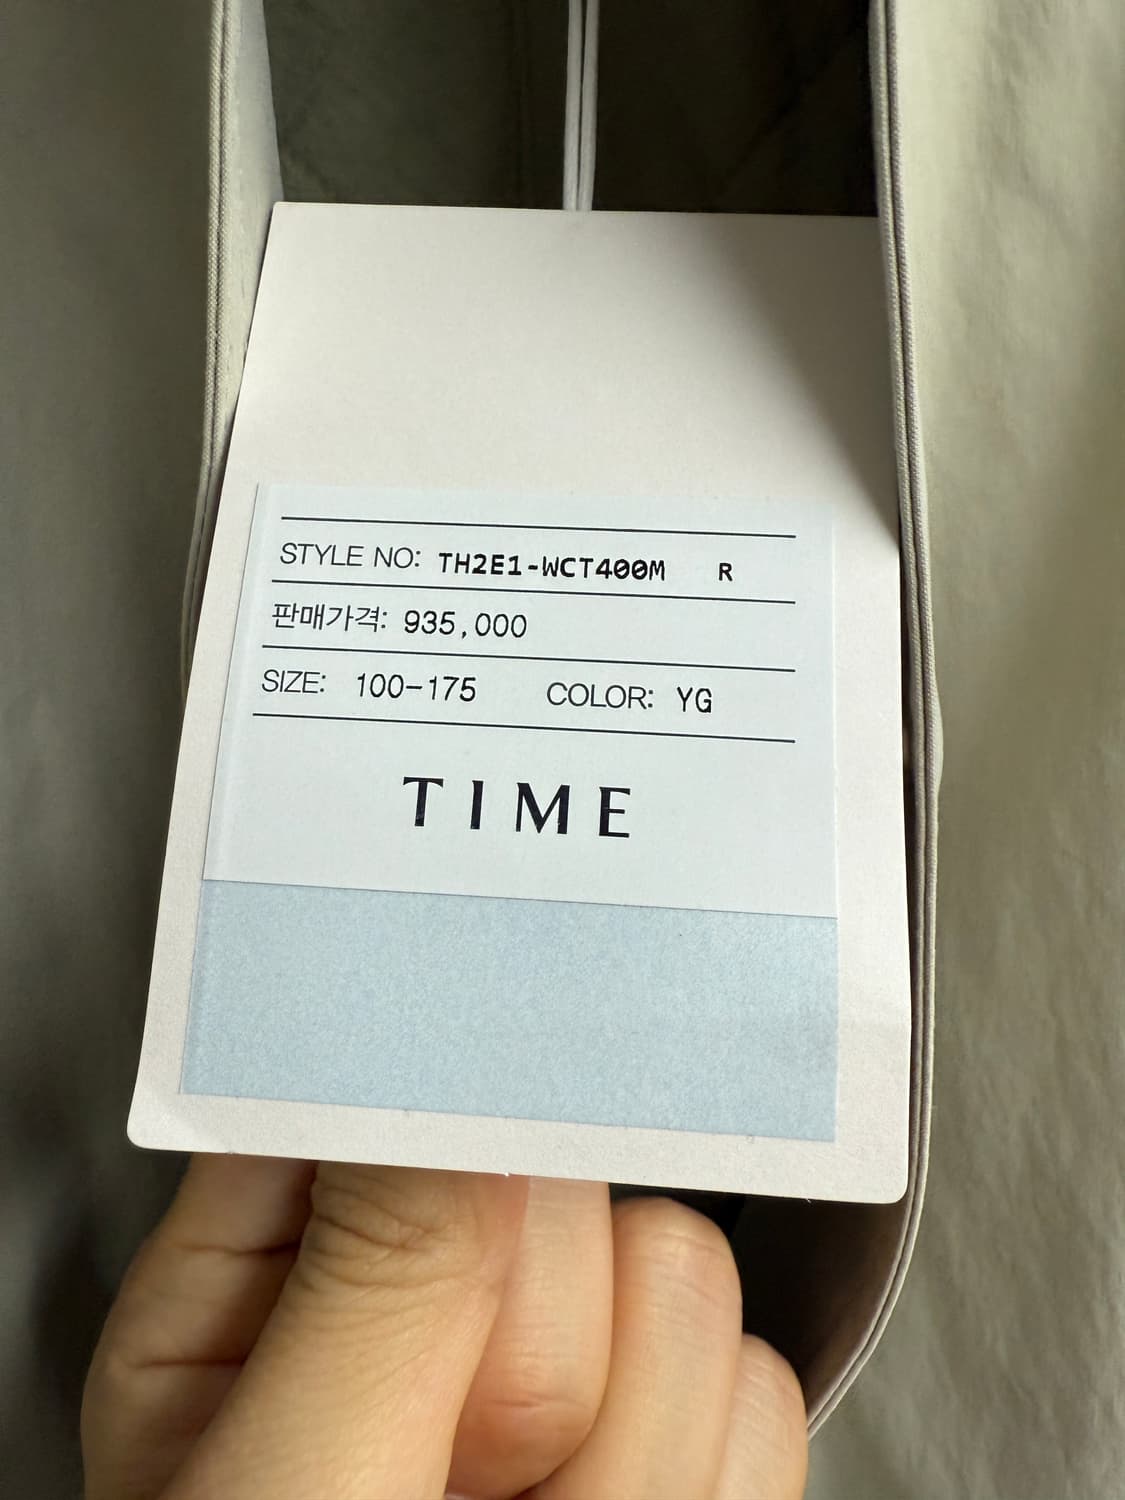 STYLE NO: TH2E1-WCT400M R
판매가격: 935,000
SIZE: 100-175 COLOR: YG
TIME